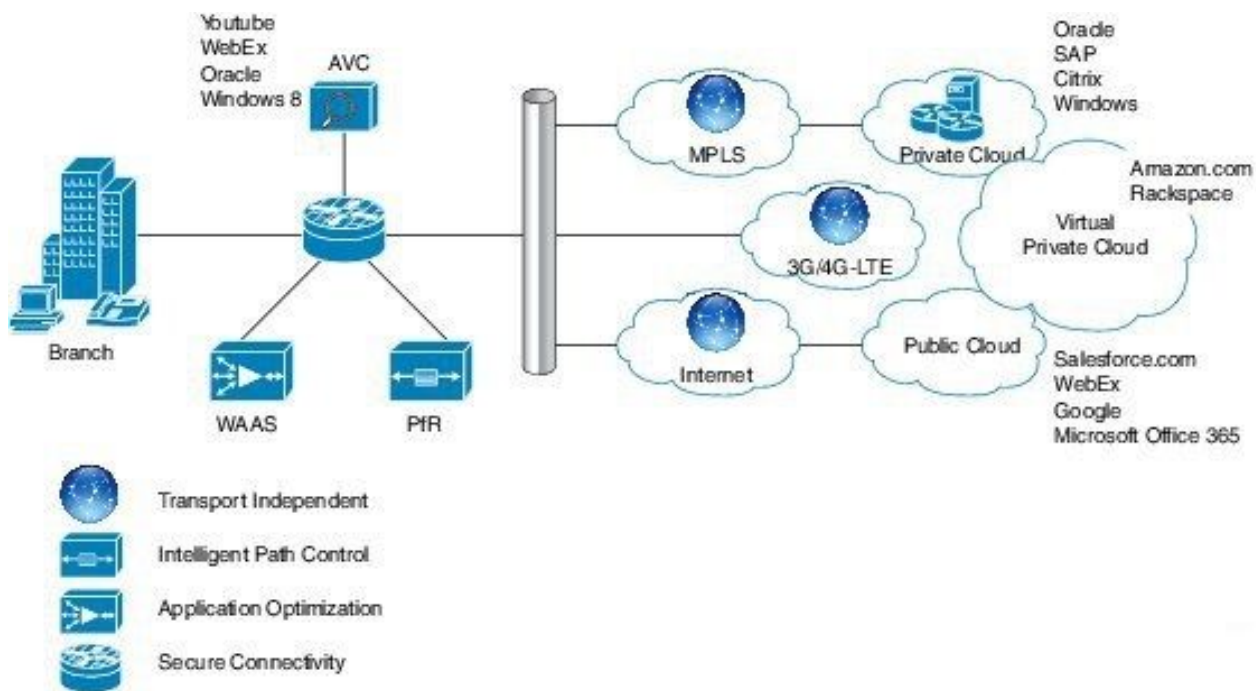 Youtube
WebEx
Oracle
Windows 8
AVC
Oracle
SAP
Citrix
Windows
MPLS
Private Cloud
Amazon.com
Rackspace
Virtual
Private Cloud
3G/4G-LTE
Branch
WAAS
PfR
Internet
Public Cloud
Salesforce.com
WebEx
Google
Microsoft Office 365
Transport Independent
Intelligent Path Control
Application Optimization
Secure Connectivity